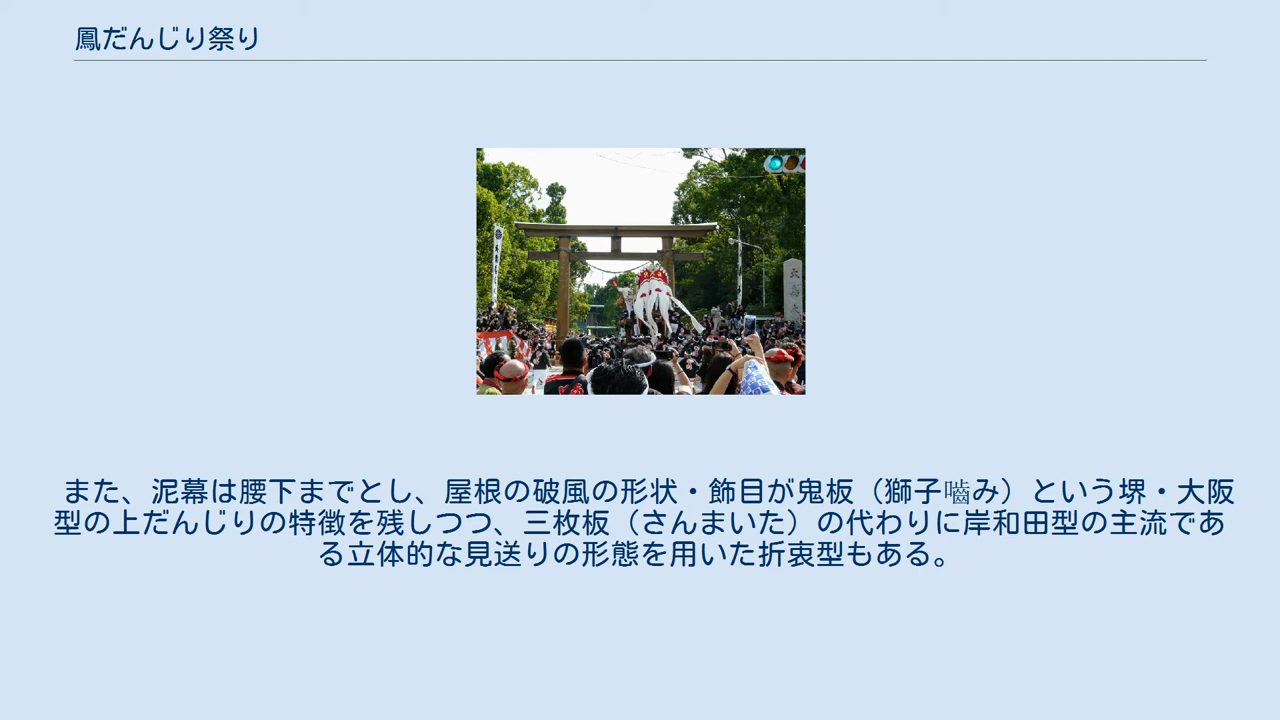 鳳だんじり祭り
大鳥大
また、泥幕は腰下までとし、屋根の破風の形状・飾目が鬼板（獅子嚙み）という堺・大阪
型の上だんじりの特徴を残しつつ、三枚板（さんまいた）の代わりに岸和田型の主流であ
る立体的な見送りの形態を用いた折衷型もある。